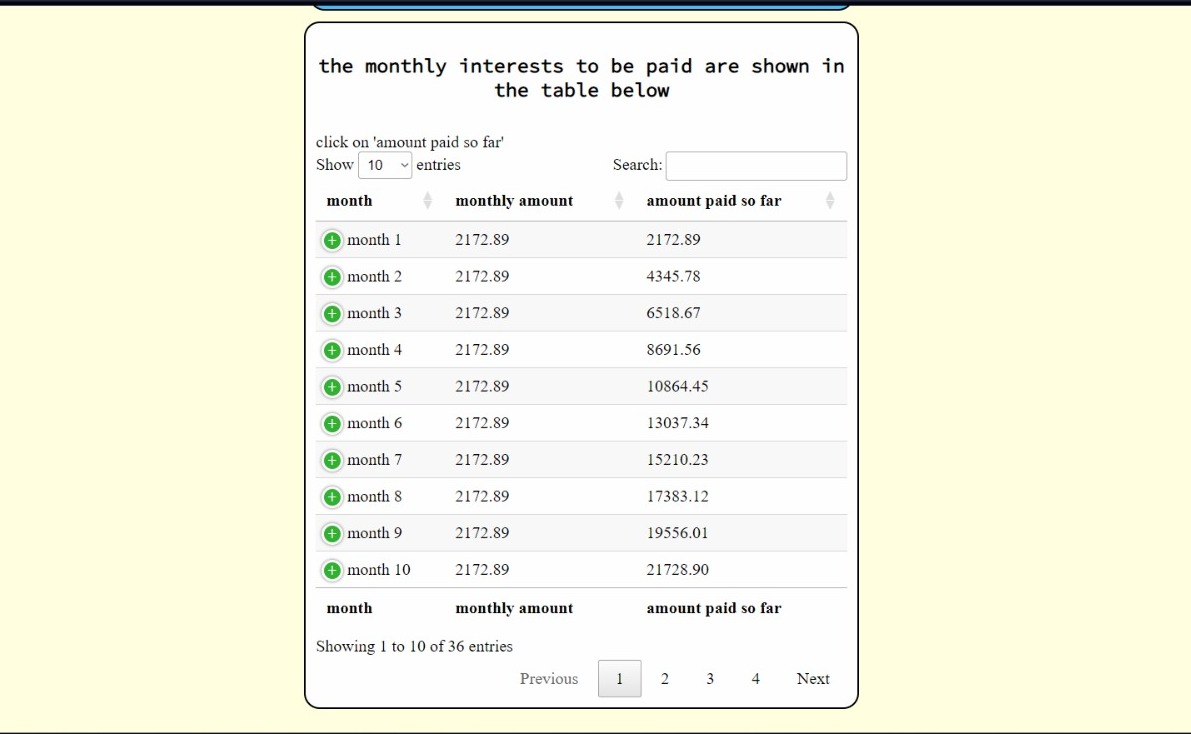 the monthly interests to be paid are shown in
the table below
click on 'amount paid so far'
Show 10 entries Search:
month monthly amount amount paid so far
month 1 2172.89 2172.89
month 2 2172.89 4345.78
month 3 2172.89 6518.67
month 4 2172.89 8691.56
month 5 2172.89 10864.45
month 6 2172.89 13037.34
month 7 2172.89 15210.23
month 8 2172.89 17383.12
month 9 2172.89 19556.01
month 10 2172.89 21728.90
month monthly amount amount paid so far
Showing 1 to 10 of 36 entries
Previous 1 2 3 4 Next